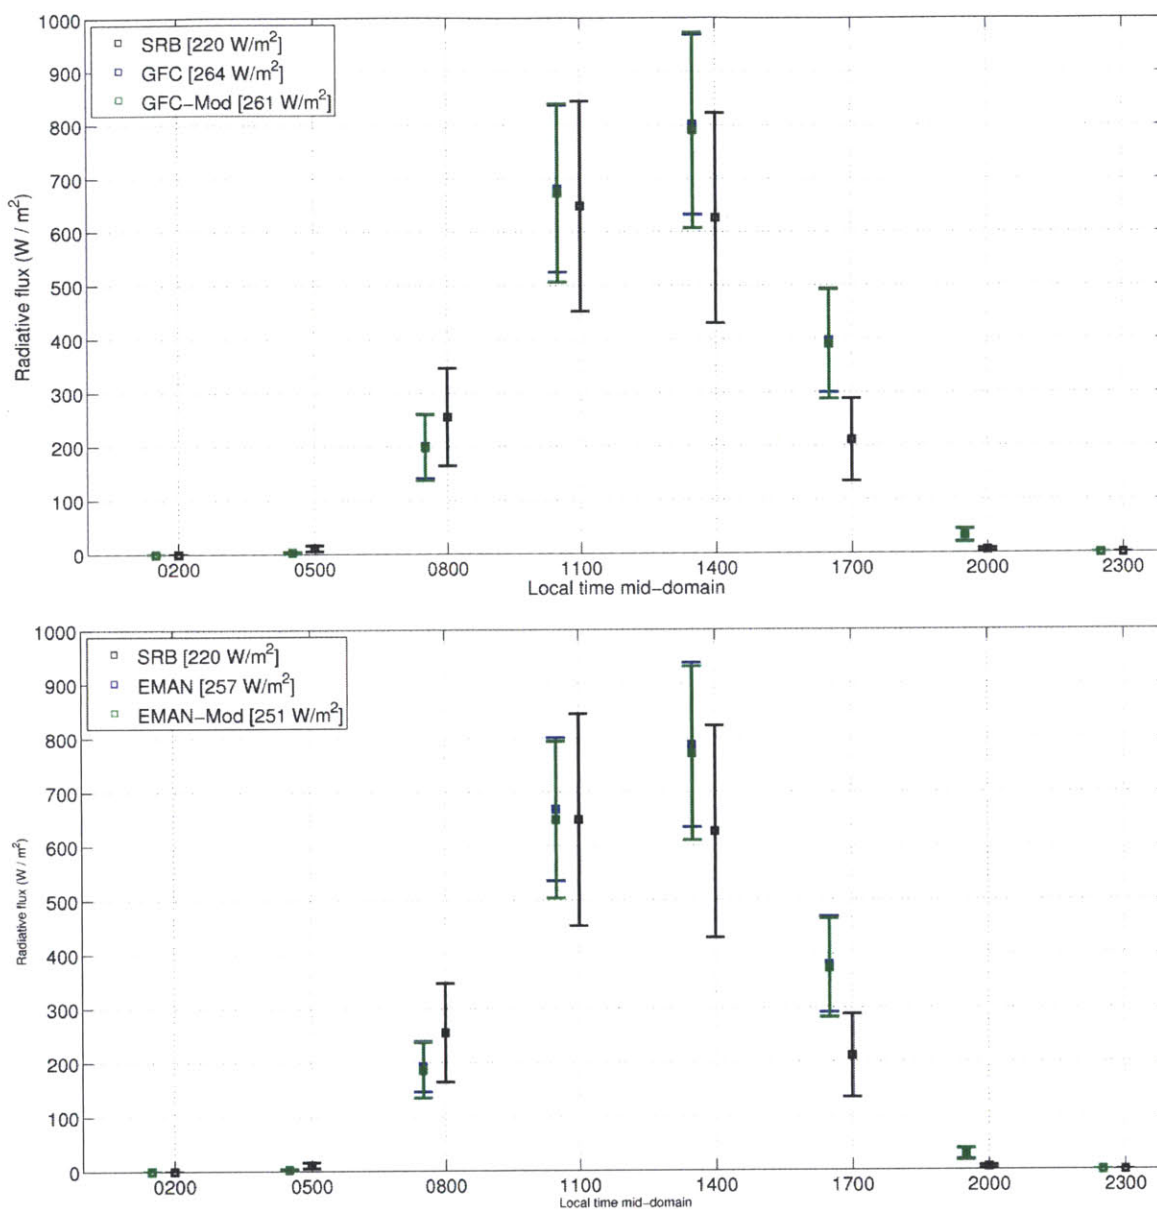 1000
900
800
700
600
500
400
300
200
100
0
Radiative flux (W / m²)
SRB [220 W/m²]
GFC [264 W/m²]
GFC-Mod [261 W/m²]
0200 0500 0800 1100 1400 1700 2000 2300
Local time mid-domain
1000
900
800
700
600
500
400
300
200
100
0
Radiative flux (W / m²)
SRB [220 W/m²]
EMAN [257 W/m²]
EMAN-Mod [251 W/m²]
0200 0500 0800 1100 1400 1700 2000 2300
Local time mid-domain